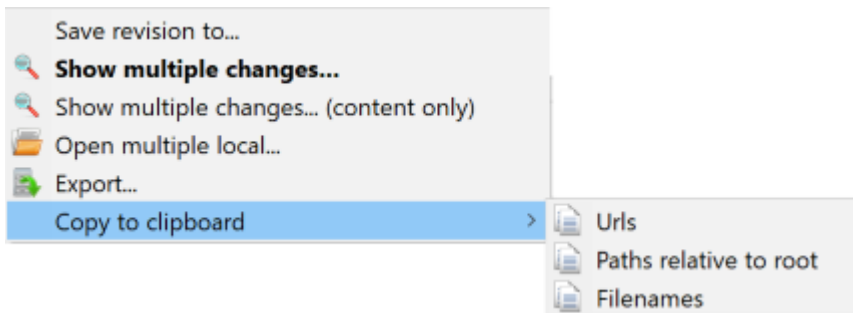 Save revision to...
Show multiple changes...
Show multiple changes... (content only)
Open multiple local...
Export...
Copy to clipboard
Urls
Paths relative to root
Filenames